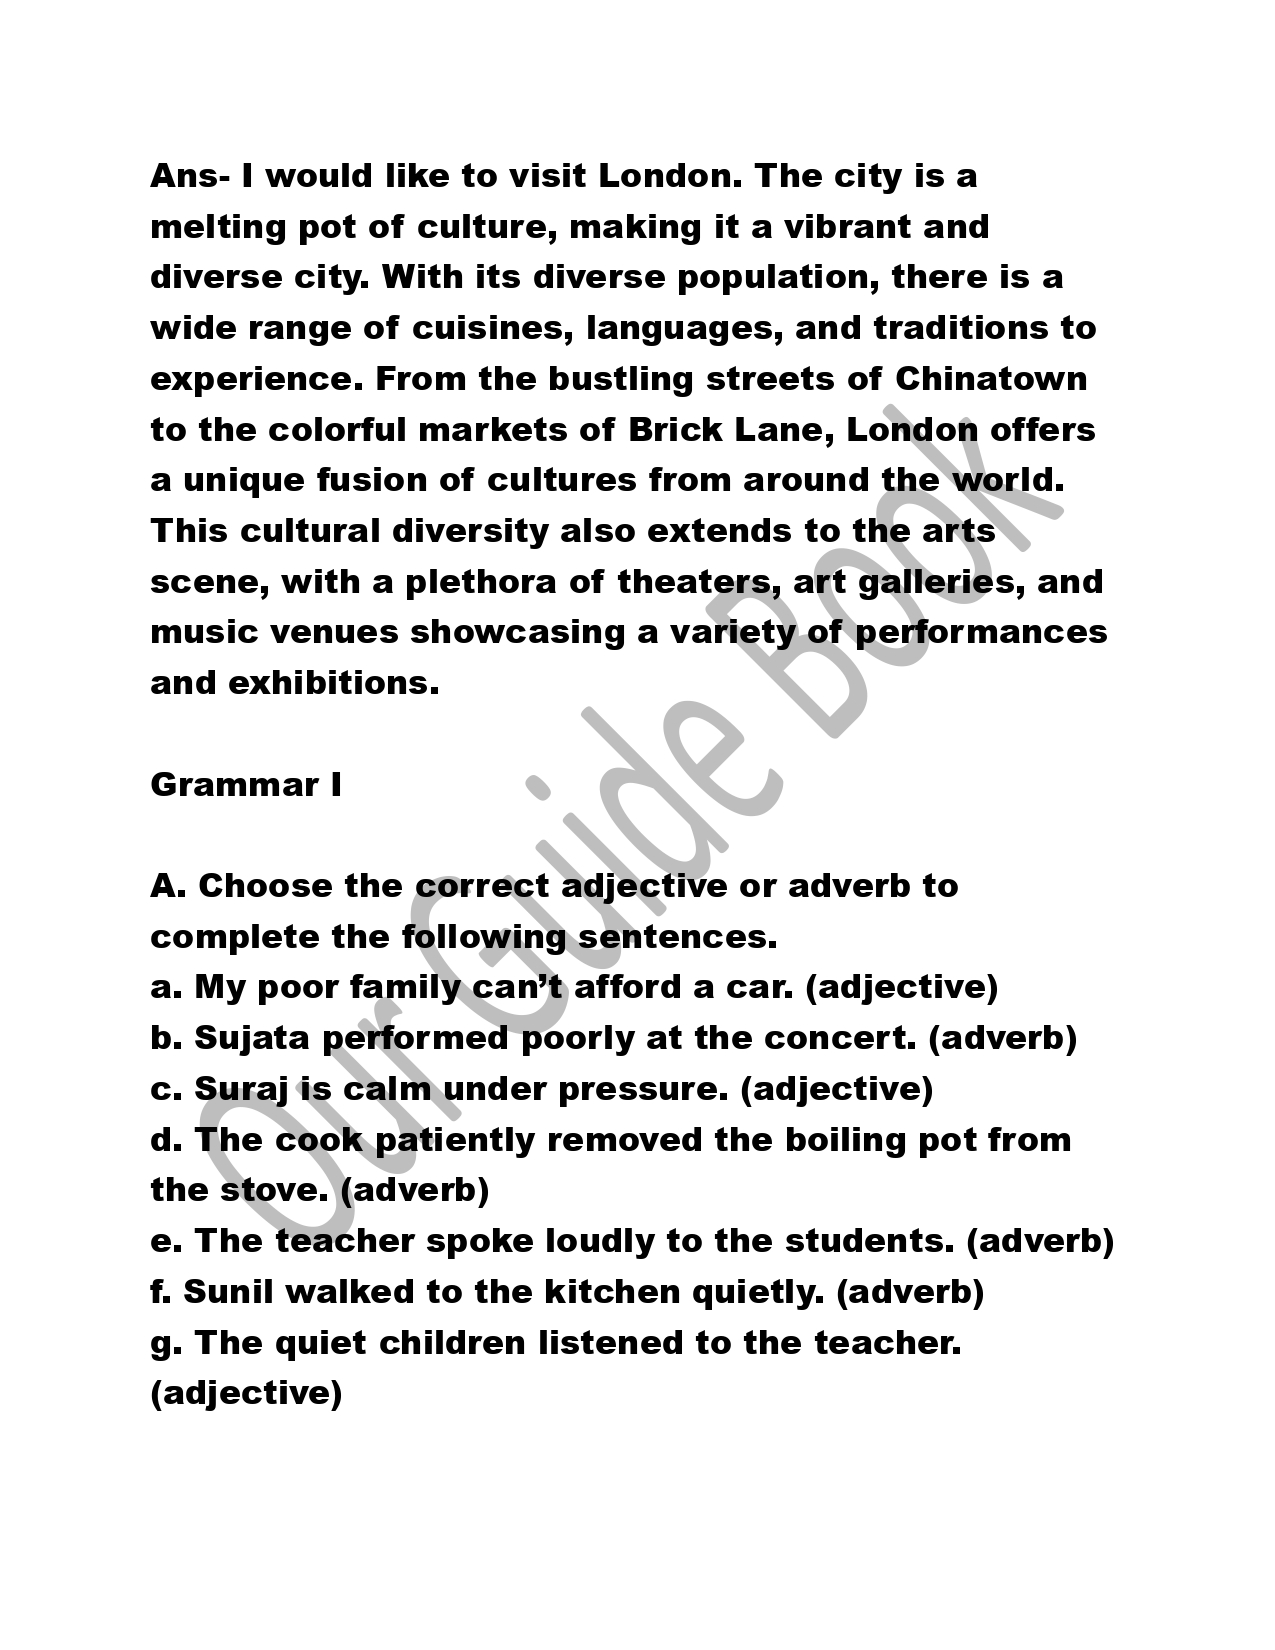 Ans- I would like to visit London. The city is a
melting pot of culture, making it a vibrant and
diverse city. With its diverse population, there is a
wide range of cuisines, languages, and traditions to
experience. From the bustling streets of Chinatown
to the colorful markets of Brick Lane, London offers
a unique fusion of cultures from around the world.
This cultural diversity also extends to the arts
scene, with a plethora of theaters, art galleries, and
music venues showcasing a variety of performances
and exhibitions.
Grammar I
A. Choose the correct adjective or adverb to
complete the following sentences.
a. My poor family can’t afford a car. (adjective)
b. Sujata performed poorly at the concert. (adverb)
c. Suraj is calm under pressure. (adjective)
d. The cook patiently removed the boiling pot from
the stove. (adverb)
e. The teacher spoke loudly to the students. (adverb)
f. Sunil walked to the kitchen quietly. (adverb)
g. The quiet children listened to the teacher.
(adjective)
Our Guide Book